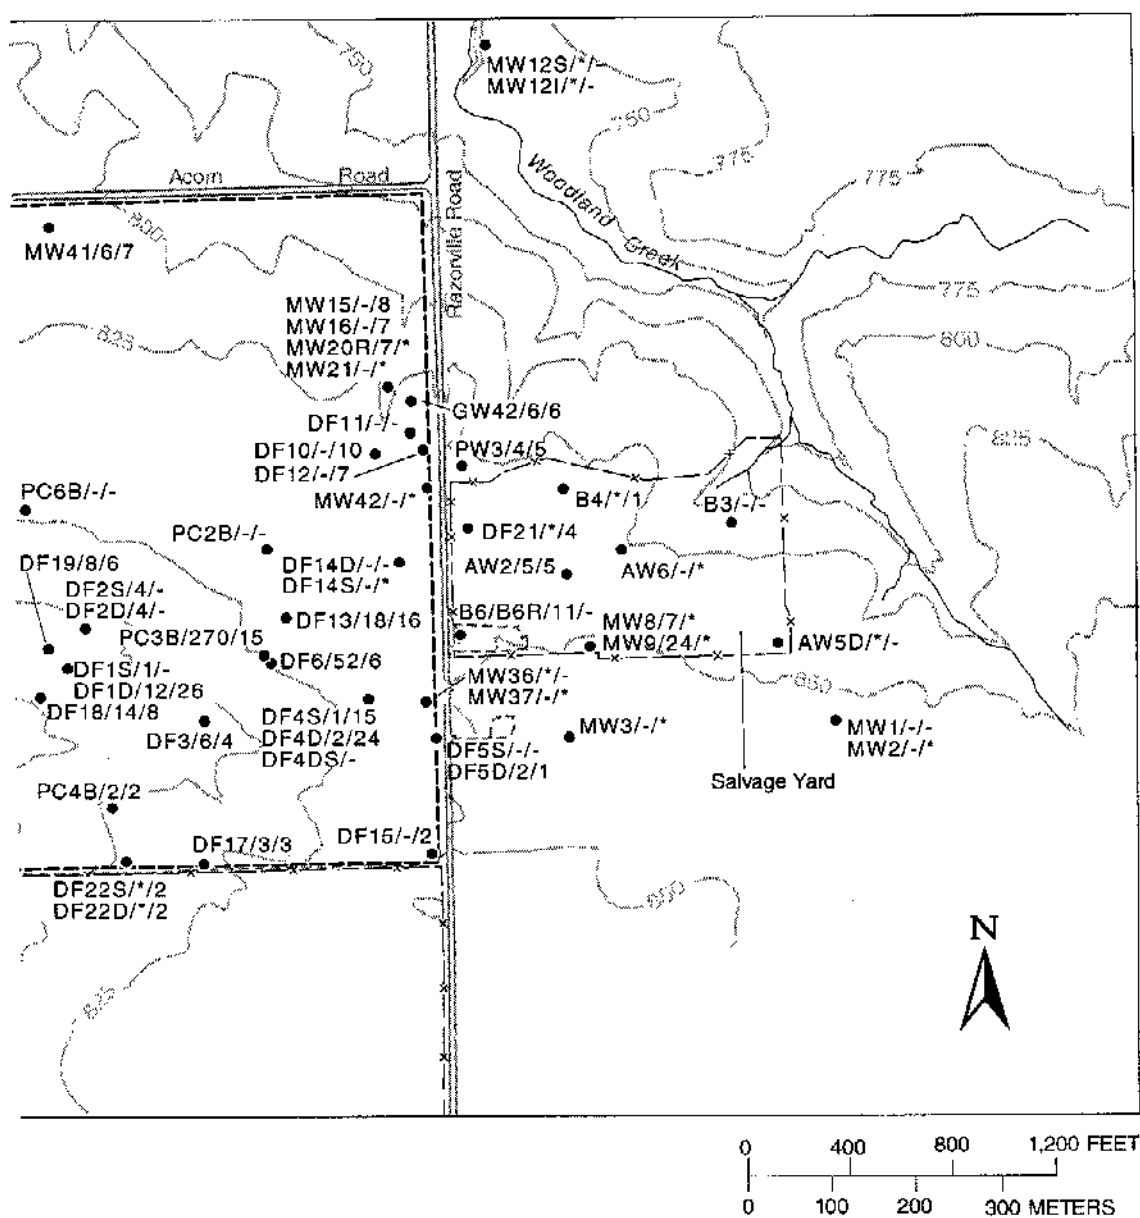 750
MW12S/*/-
MW12I/*/-
750
775
775
Woodland Creek
Acorn Road
800
Razorville Road
MW41/6/7
775
825
800
MW15/-/8
MW16/-/7
MW20R/7/*
MW21/-/*
GW42/6/6
DF11/-/-
DF10/-/10
DF12/-/7
PW3/4/5
825
MW42/-/*
PC6B/-/-
B4/*/1
B3/-/-
PC2B/-/-
DF21/*/4
DF19/8/6
DF14D/-/-
DF14S/-/*
AW2/5/5
AW6/-/*
DF2S/4/-
DF2D/4/-
DF13/18/16
B6/B6R/11/-
MW8/7/*
MW9/24/*
PC3B/270/15
AW5D/*/-
DF6/52/6
DF1S/1/-
DF1D/12/26
DF18/14/8
MW36/*/-
MW37/-/*
850
DF3/6/4
DF4S/1/15
DF4D/2/24
DF4DS/-
MW3/-/*
MW1/-/-
MW2/-/*
DF5S/-/-
DF5D/2/1
Salvage Yard
PC4B/2/2
DF17/3/3
DF15/-/2
DF22S/*/2
DF22D/*/2
850
825
N
0 400 800 1,200 FEET
0 100 200 300 METERS